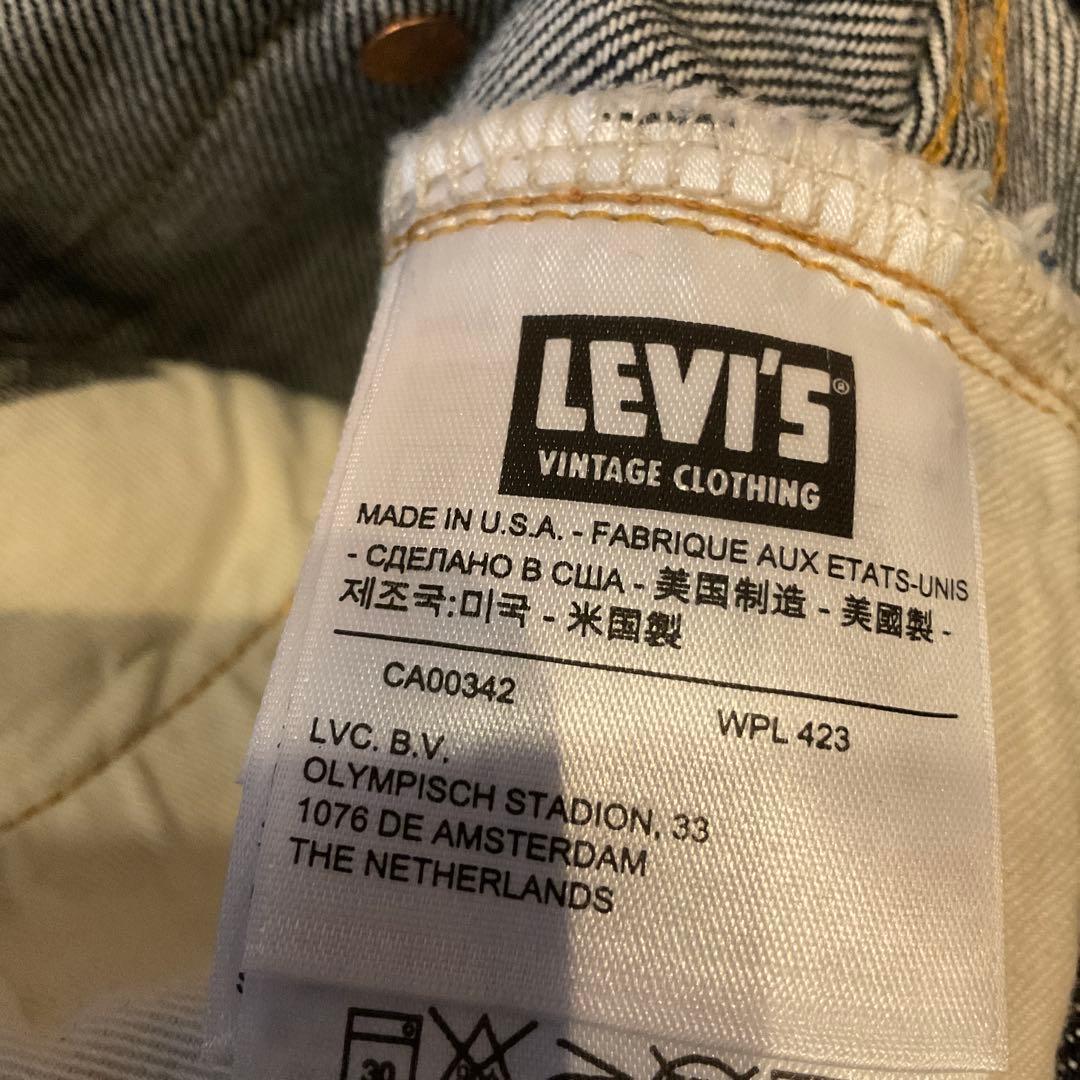 LEVI'S®
VINTAGE CLOTHING
MADE IN U.S.A. - FABRIQUE AUX ETATS-UNIS
- СДЕЛАНО В США - 美国制造 - 美國製 -
제조국:미국 - 米国製
CA00342
WPL 423
LVC. B.V.
OLYMPISCH STADION, 33
1076 DE AMSTERDAM
THE NETHERLANDS
30